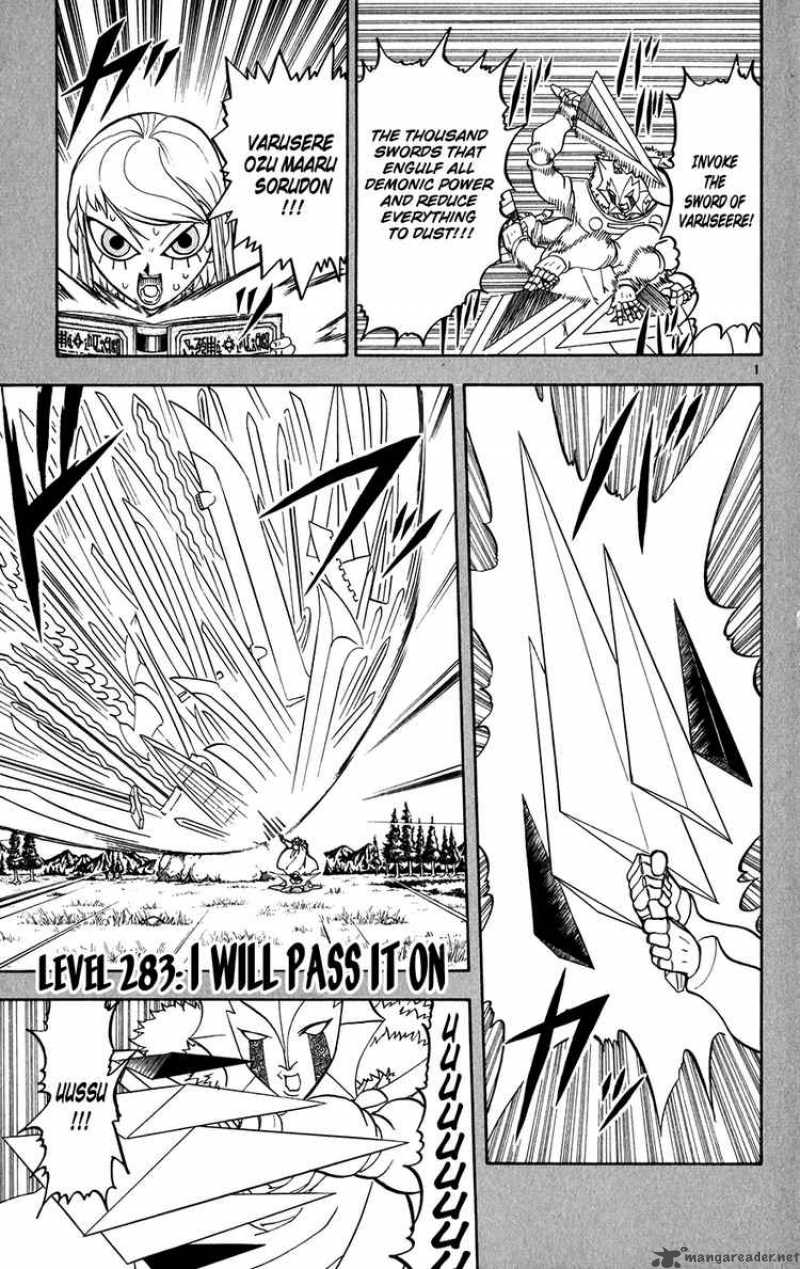 INVOKE
THE
SWORD OF
VARUSEERE!
THE THOUSAND
SWORDS THAT
ENGULF ALL
DEMONIC POWER
AND REDUCE
EVERYTHING
TO DUST!!!
VARUSERE
OZU MAARU
SORUDON
!!!
1
LEVEL 283: I WILL PASS IT ON
UUUUUUUUU
UUSSU
!!!
mangareader.net